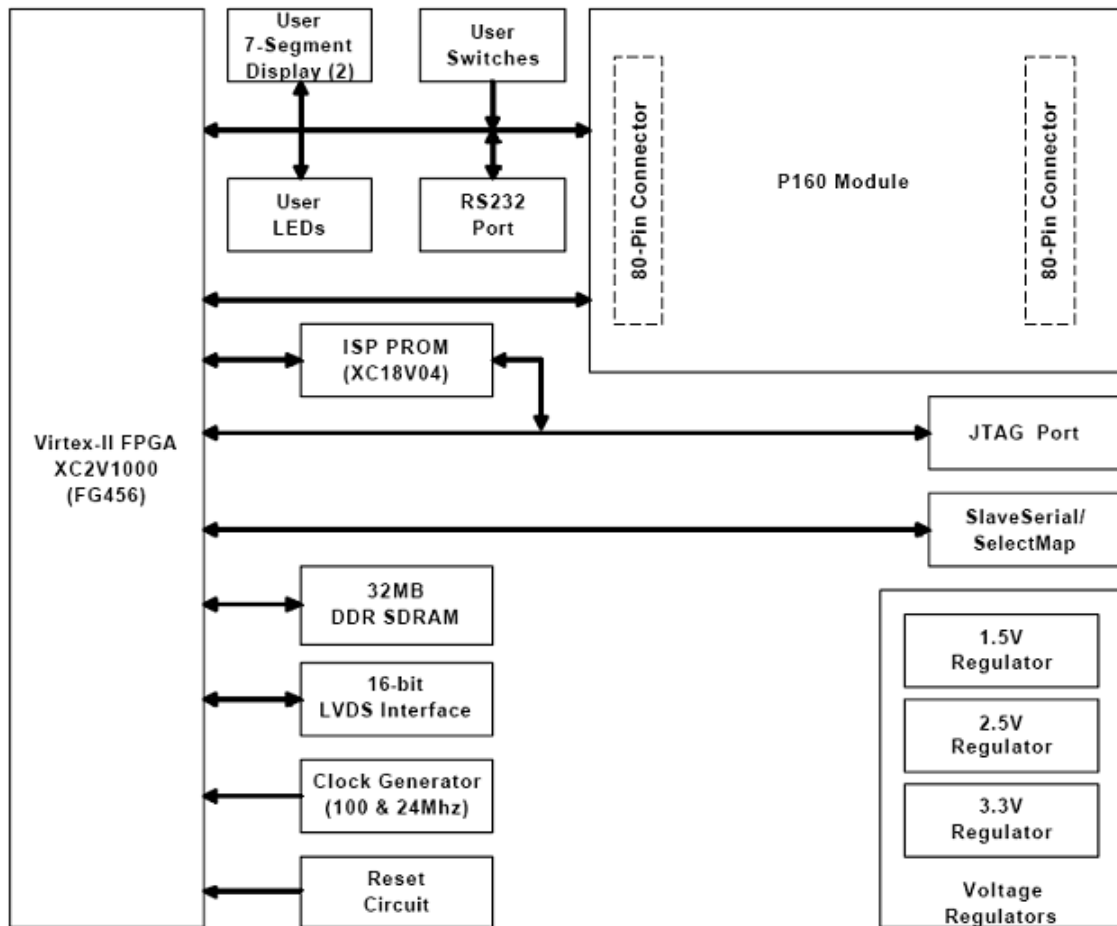 User
7-Segment
Display (2)
User
Switches
80-Pin Connector
P160 Module
80-Pin Connector
User
LEDs
RS232
Port
ISP PROM
(XC18V04)
Virtex-II FPGA
XC2V1000
(FG456)
JTAG Port
SlaveSerial/
SelectMap
32MB
DDR SDRAM
16-bit
LVDS Interface
Clock Generator
(100 & 24Mhz)
Reset
Circuit
1.5V
Regulator
2.5V
Regulator
3.3V
Regulator
Voltage
Regulators